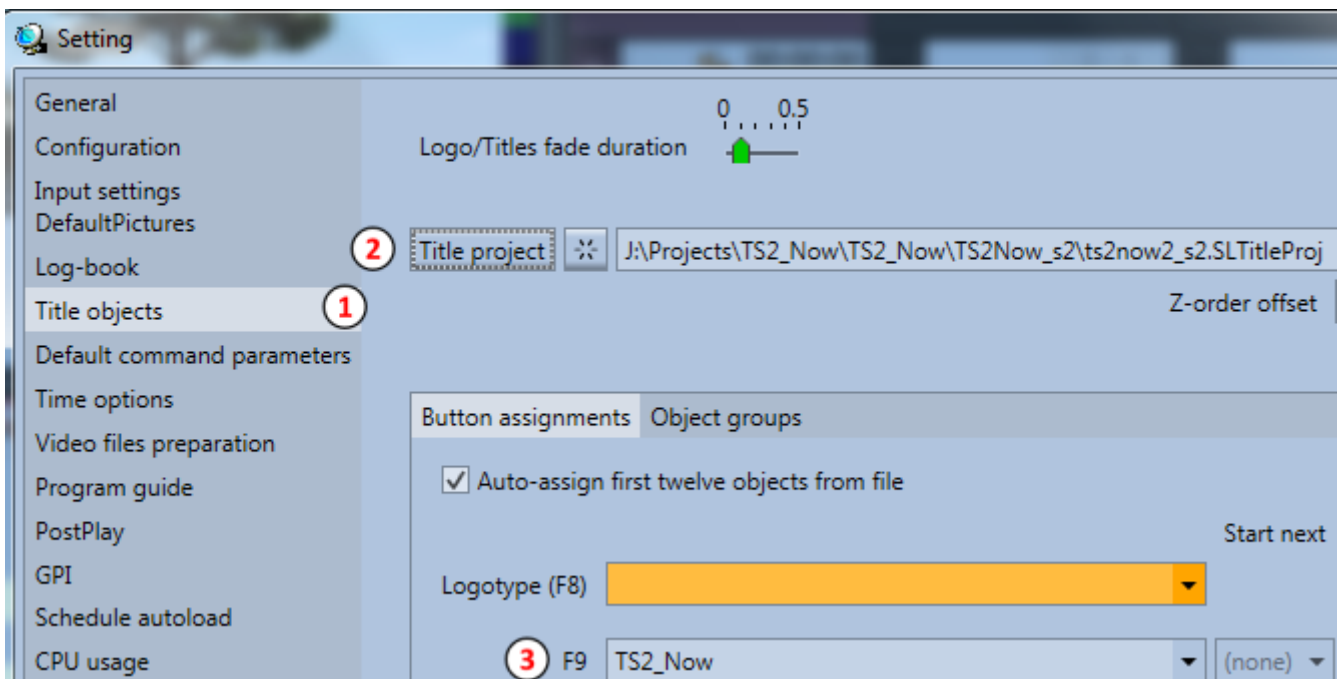 Setting
General
Configuration
Input settings
DefaultPictures
Log-book
Title objects 1
Default command parameters
Time options
Video files preparation
Program guide
PostPlay
GPI
Schedule autoload
CPU usage
0 0.5
Logo/Titles fade duration
2 Title project J:\Projects\TS2_Now\TS2_Now\TS2Now_s2\ts2now2_s2.SLTitleProj
Z-order offset
Button assignments Object groups
Auto-assign first twelve objects from file
Start next
Logotype (F8)
3 F9 TS2_Now (none)